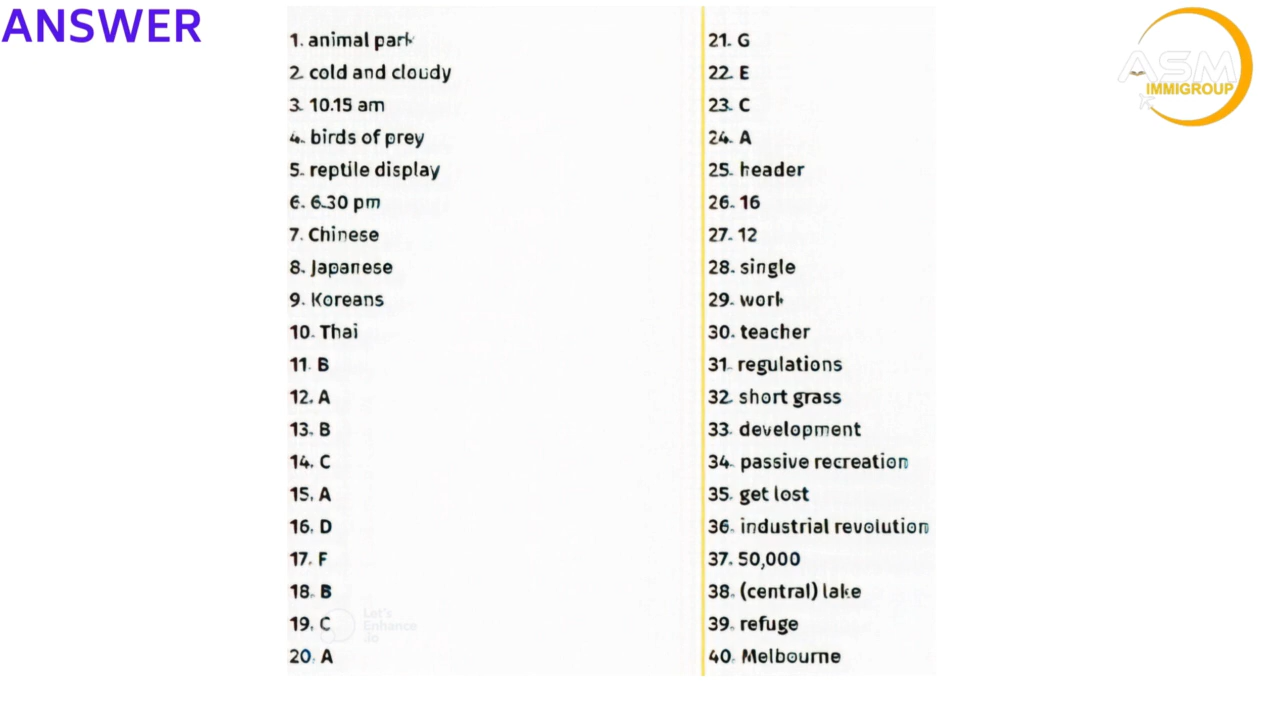 ANSWER
1. animal park
2. cold and cloudy
3. 10.15 am
4. birds of prey
5. reptile display
6. 6.30 pm
7. Chinese
8. Japanese
9. Koreans
10. Thai
11. B
12. A
13. B
14. C
15. A
16. D
17. F
18. B
19. C
20. A
21. G
22. E
23. C
24. A
25. header
26. 16
27. 12
28. single
29. work
30. teacher
31. regulations
32. short grass
33. development
34. passive recreation
35. get lost
36. industrial revolution
37. 50,000
38. (central) lake
39. refuge
40. Melbourne
ASM
IMMIGROUP
Let's
Enhance
.io